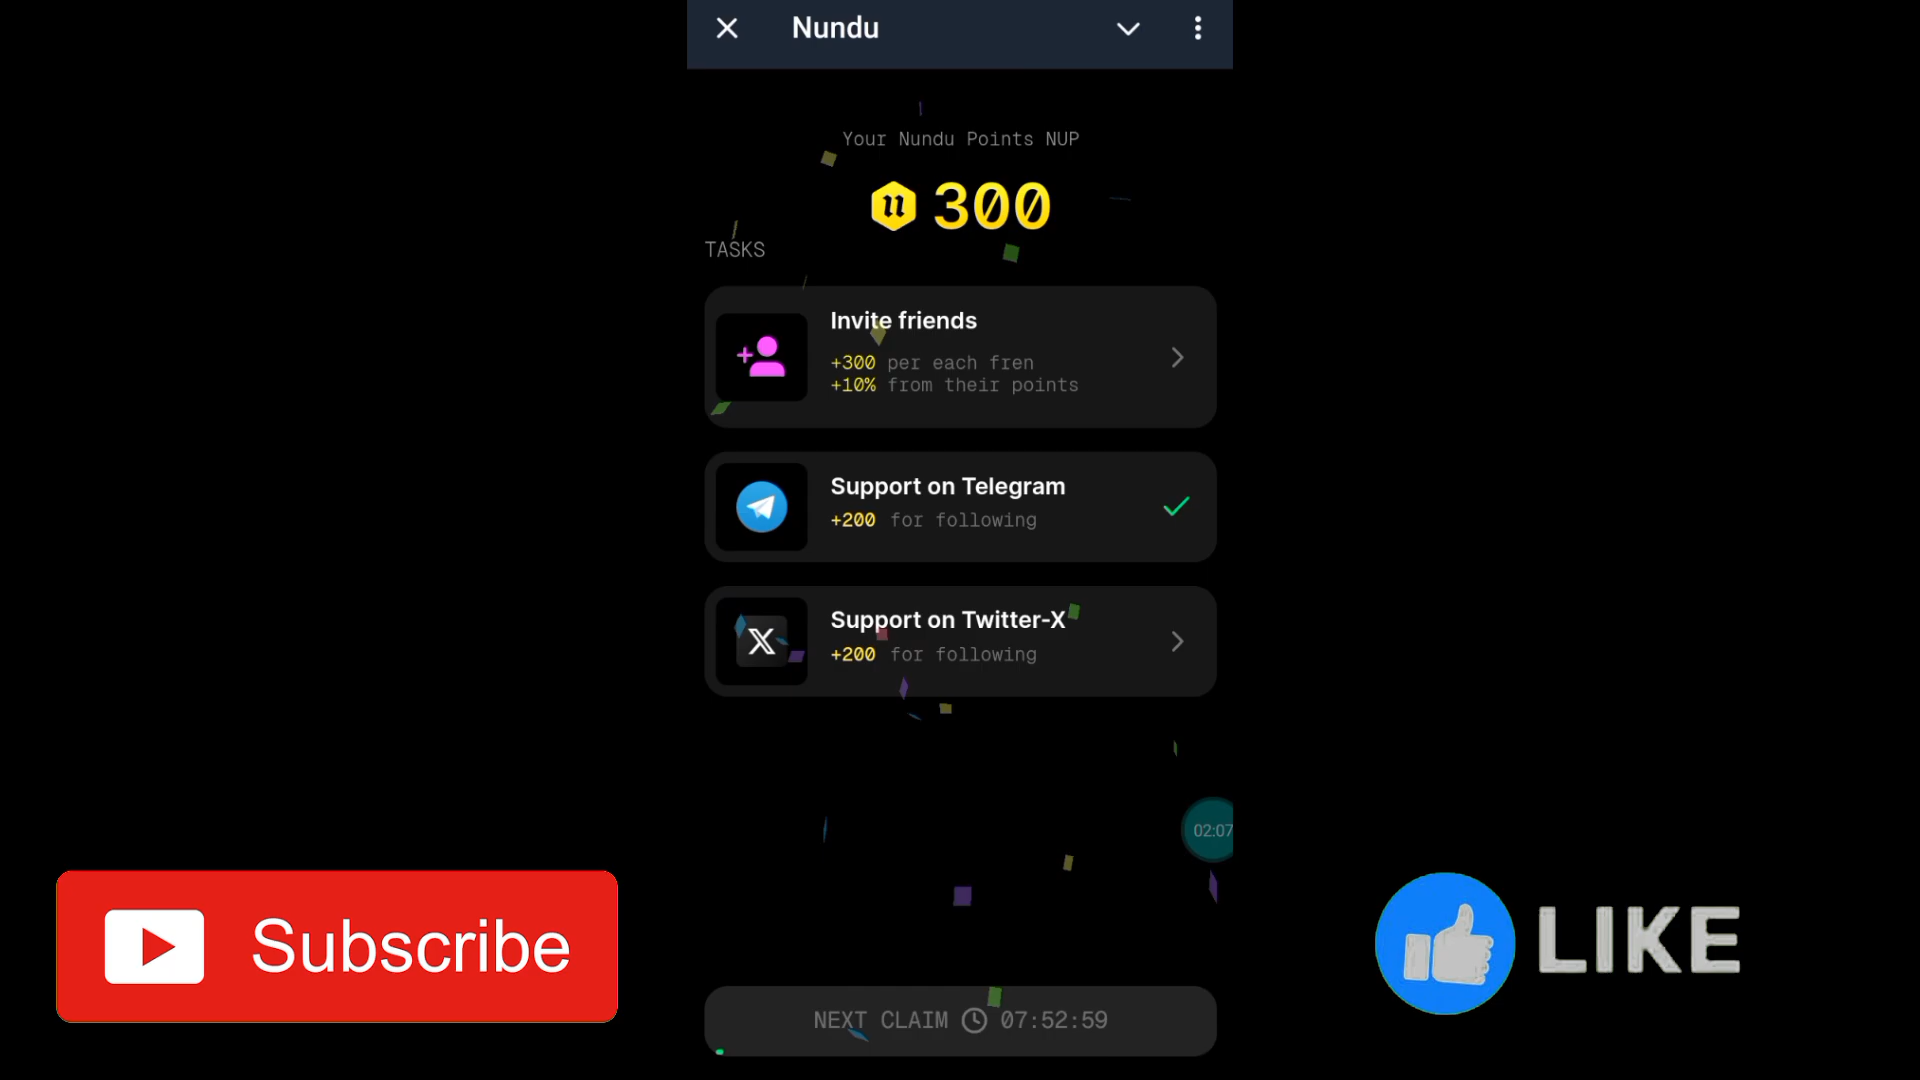 Nundu
Your Nundu Points NUP
300
TASKS
Invite friends
+300 per each fren
+10% from their points
Support on Telegram
+200 for following
Support on Twitter-X
+200 for following
02:07
Subscribe
LIKE
NEXT CLAIM 07:52:59